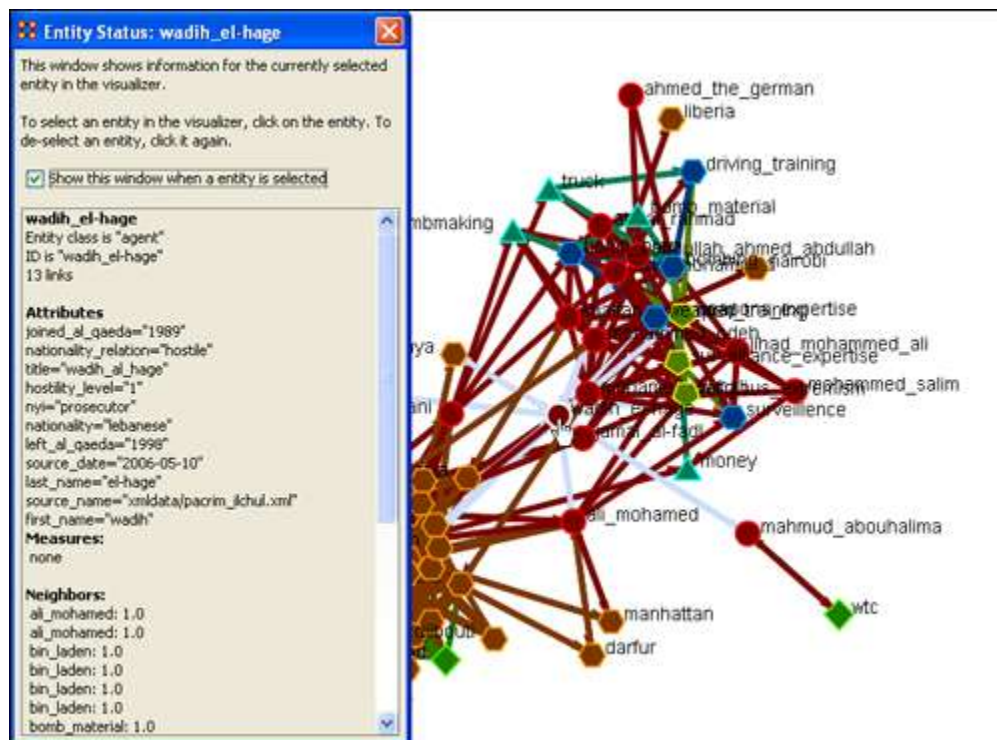 Entity Status: wadih_el-hage
This window shows information for the currently selected
entity in the visualizer.
To select an entity in the visualizer, click on the entity. To
de-select an entity, click it again.
Show this window when a entity is selected
wadih_el-hage
Entity class is "agent"
ID is "wadih_el-hage"
13 links
Attributes
joined_al_qaeda="1989"
nationality_relation="hostile"
title="wadih_al_hage"
hostility_level="1"
nyi="prosecutor"
nationality="lebanese"
left_al_qaeda="1998"
source_date="2006-05-10"
last_name="el-hage"
source_name="xmldata/pacrim_ilchul.xml"
first_name="wadih"
Measures:
none
Neighbors:
ali_mohamed: 1.0
ali_mohamed: 1.0
bin_laden: 1.0
bin_laden: 1.0
bin_laden: 1.0
bin_laden: 1.0
bomb_material: 1.0
ahmed_the_german
liberia
driving_training
truck
mbmaking
surveillence
money
ali_mohamed
mahmud_abouhalima
wtc
manhattan
darfur
jihad_mohammed_ali
mohammed_salim